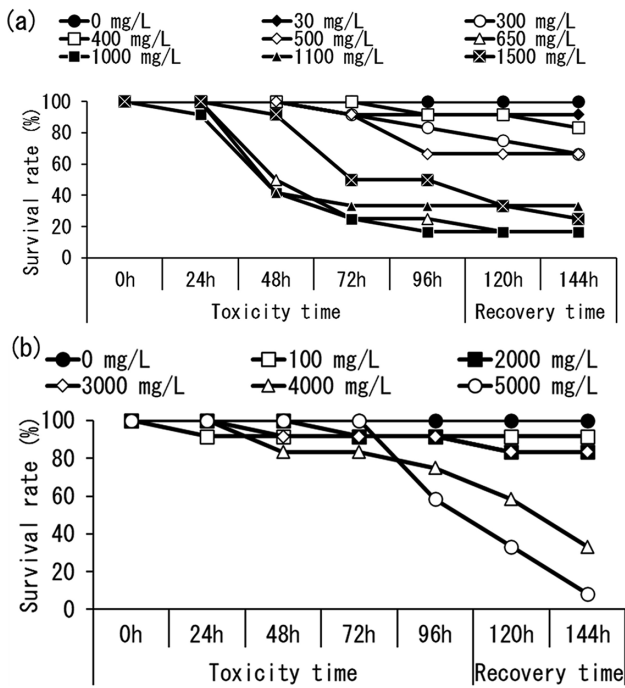 (a)
0 mg/L 30 mg/L 300 mg/L
400 mg/L 500 mg/L 650 mg/L
1000 mg/L 1100 mg/L 1500 mg/L
Survival rate (%)
100
80
60
40
20
0
0h 24h 48h 72h 96h 120h 144h
Toxicity time Recovery time
(b)
0 mg/L 100 mg/L 2000 mg/L
3000 mg/L 4000 mg/L 5000 mg/L
Survival rate (%)
100
80
60
40
20
0
0h 24h 48h 72h 96h 120h 144h
Toxicity time Recovery time